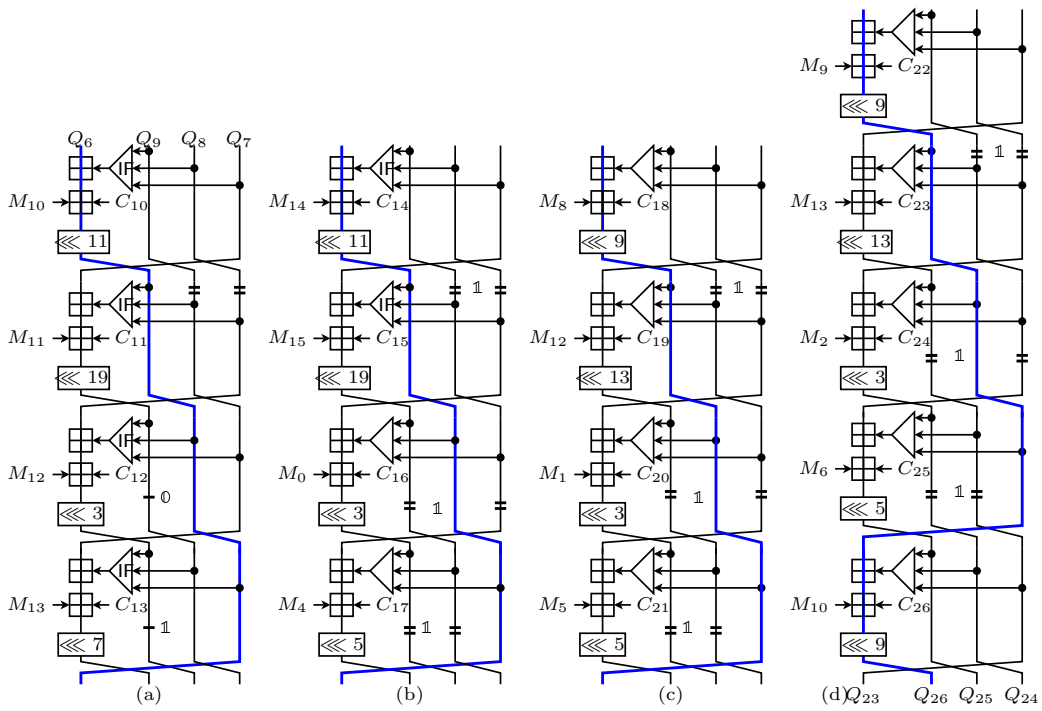 M₉ C₂₂
⋘ 9
Q₆ Q₉ Q₈ Q₇ 𝟙
IF IF
M₁₀ C₁₀ M₁₄ C₁₄ M₈ C₁₈ M₁₃ C₂₃
⋘ 11 ⋘ 11 ⋘ 9 ⋘ 13
𝟙 𝟙
IF IF
M₁₁ C₁₁ M₁₅ C₁₅ M₁₂ C₁₉ M₂ C₂₄
𝟙
⋘ 19 ⋘ 19 ⋘ 13 ⋘ 3
IF
M₁₂ C₁₂ M₀ C₁₆ M₁ C₂₀ M₆ C₂₅
𝟘 𝟙 𝟙 𝟙
⋘ 3 ⋘ 3 ⋘ 3 ⋘ 5
IF
M₁₃ C₁₃ M₄ C₁₇ M₅ C₂₁ M₁₀ C₂₆
𝟙 𝟙 𝟙
⋘ 7 ⋘ 5 ⋘ 5 ⋘ 9
(a) (b) (c) (d) Q₂₃ Q₂₆ Q₂₅ Q₂₄